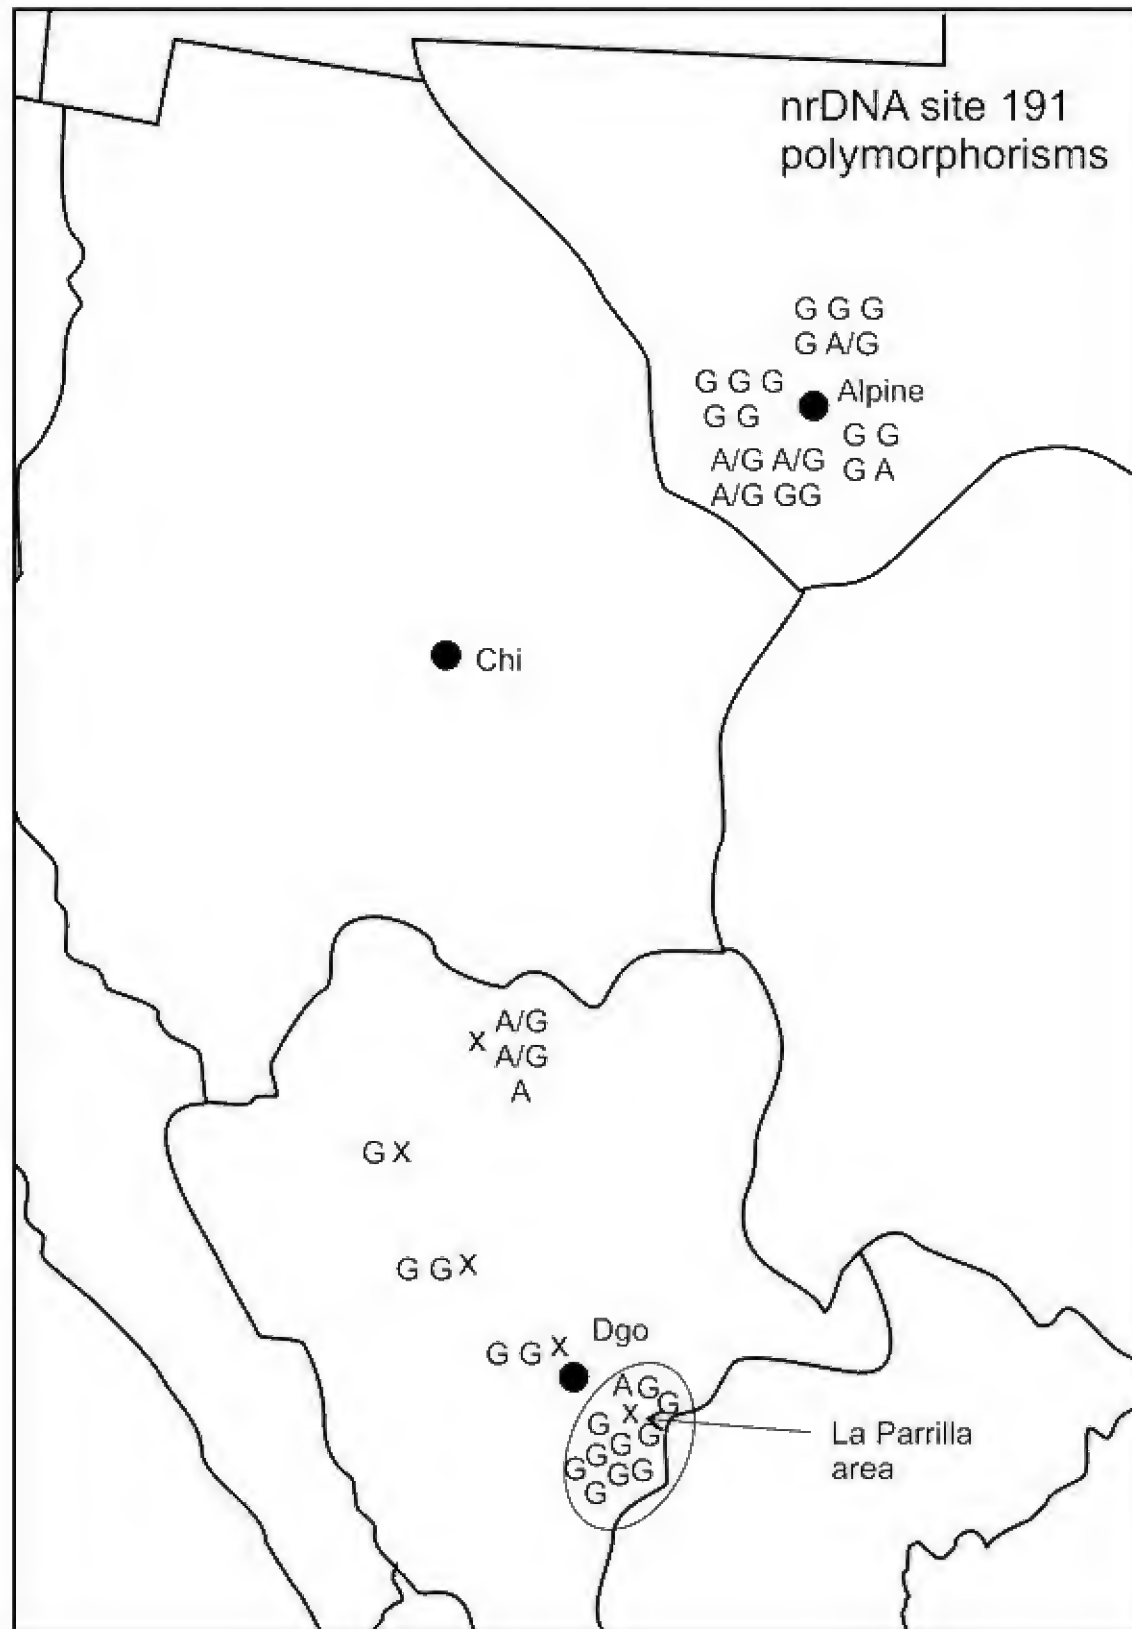 nrDNA site 191
polymorphorisms
G G G
G A/G
G G G
G G
Alpine
G G
G A
A/G A/G
A/G GG
Chi
A/G
X
A/G
A
G X
G G X
Dgo
G G X
A G
G
X
G
G
G
G
G
G G
G
La Parrilla
area